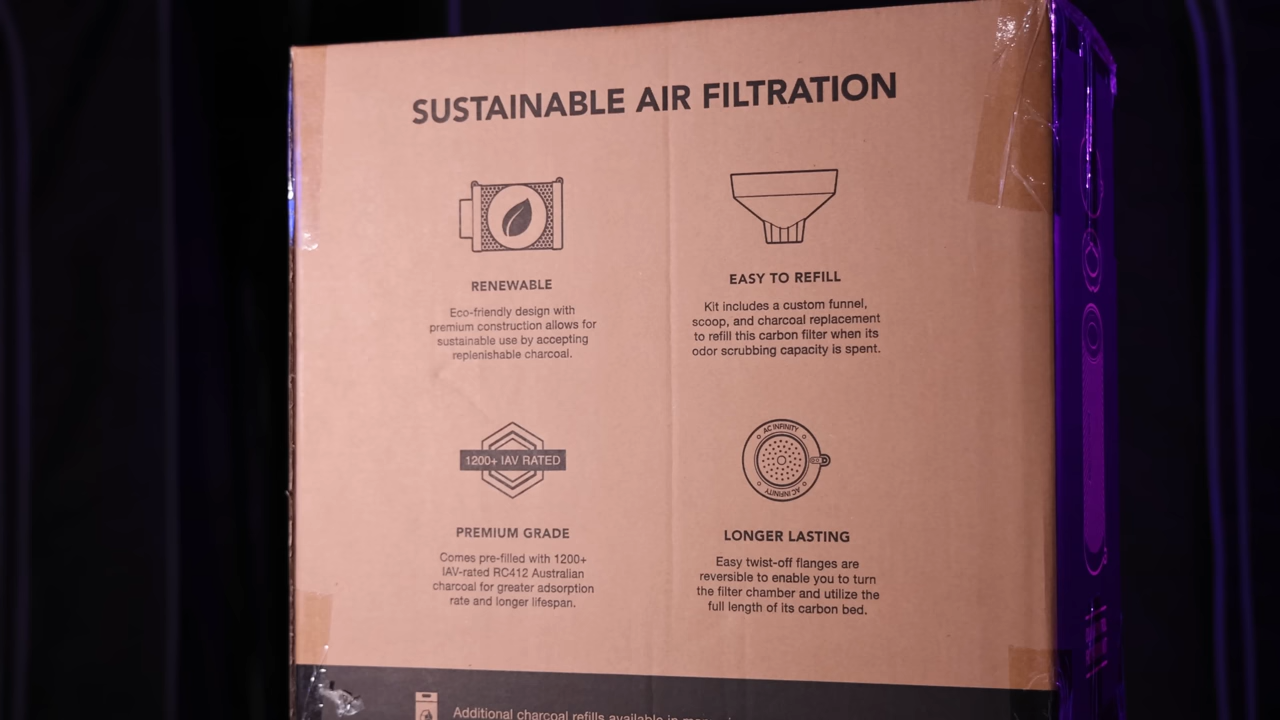 SUSTAINABLE AIR FILTRATION
RENEWABLE
Eco-friendly design with
premium construction allows for
sustainable use by accepting
replenishable charcoal.
EASY TO REFILL
Kit includes a custom funnel,
scoop, and charcoal replacement
to refill this carbon filter when its
odor scrubbing capacity is spent.
1200+ IAV RATED
PREMIUM GRADE
Comes pre-filled with 1200+
IAV-rated RC412 Australian
charcoal for greater adsorption
rate and longer lifespan.
AC INFINITY
AC INFINITY
LONGER LASTING
Easy twist-off flanges are
reversible to enable you to turn
the filter chamber and utilize the
full length of its carbon bed.
Additional charcoal refills available in